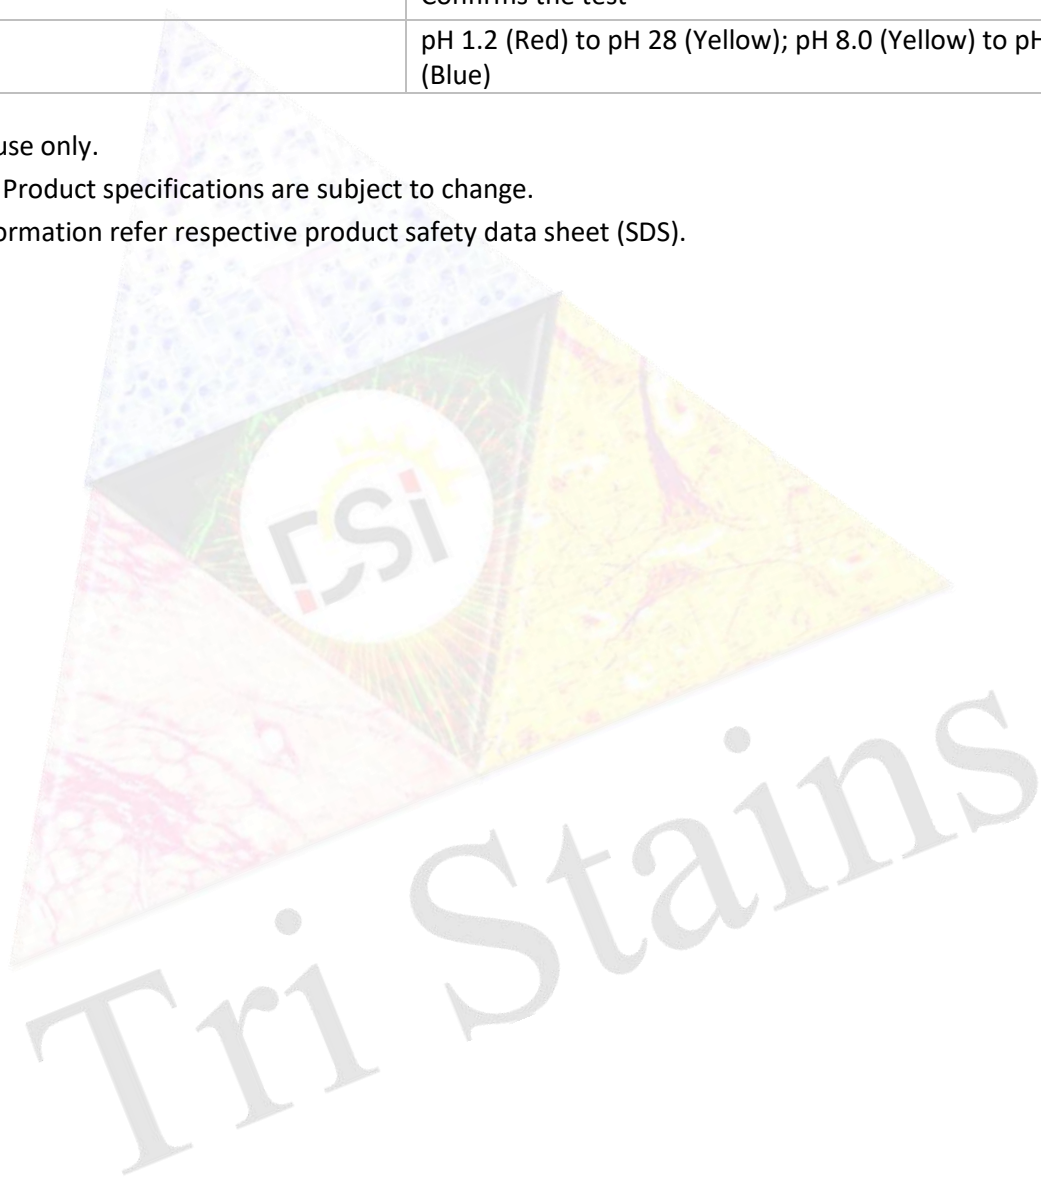 Confirms the test
pH 1.2 (Red) to pH 28 (Yellow); pH 8.0 (Yellow) to pH
(Blue)
use only.
Product specifications are subject to change.
ormation refer respective product safety data sheet (SDS).
DSi
Tri Stains